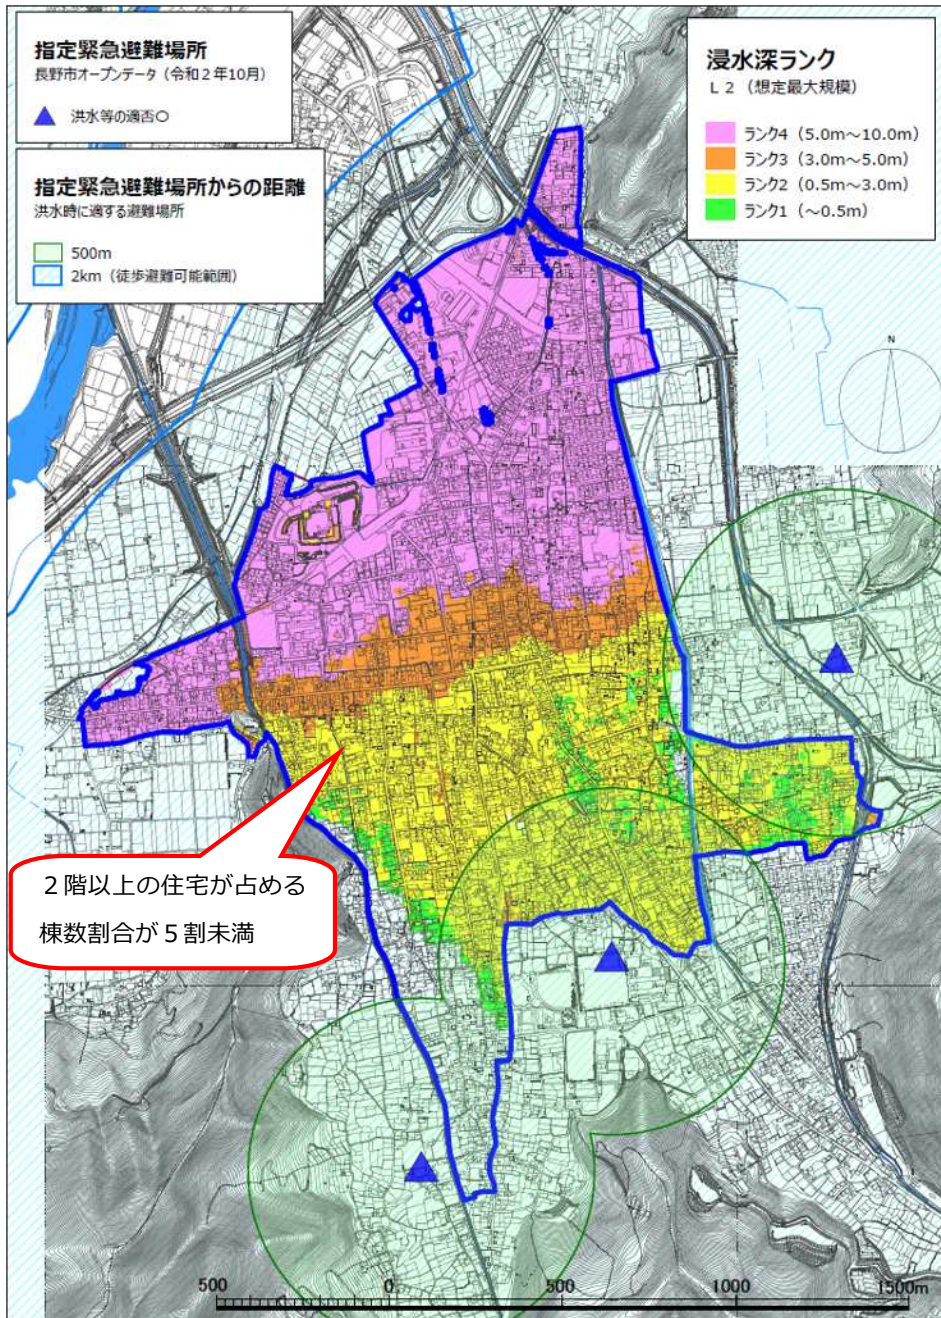 指定緊急避難場所
長野市オープンデータ（令和２年10月）
洪水等の適否○
指定緊急避難場所からの距離
洪水時に適する避難場所
500m
2km（徒歩避難可能範囲）
浸水深ランク
Ｌ２（想定最大規模）
ランク4（5.0m～10.0m）
ランク3（3.0m～5.0m）
ランク2（0.5m～3.0m）
ランク1（～0.5m）
N
２階以上の住宅が占める
棟数割合が５割未満
500 0 500 1000 1500m